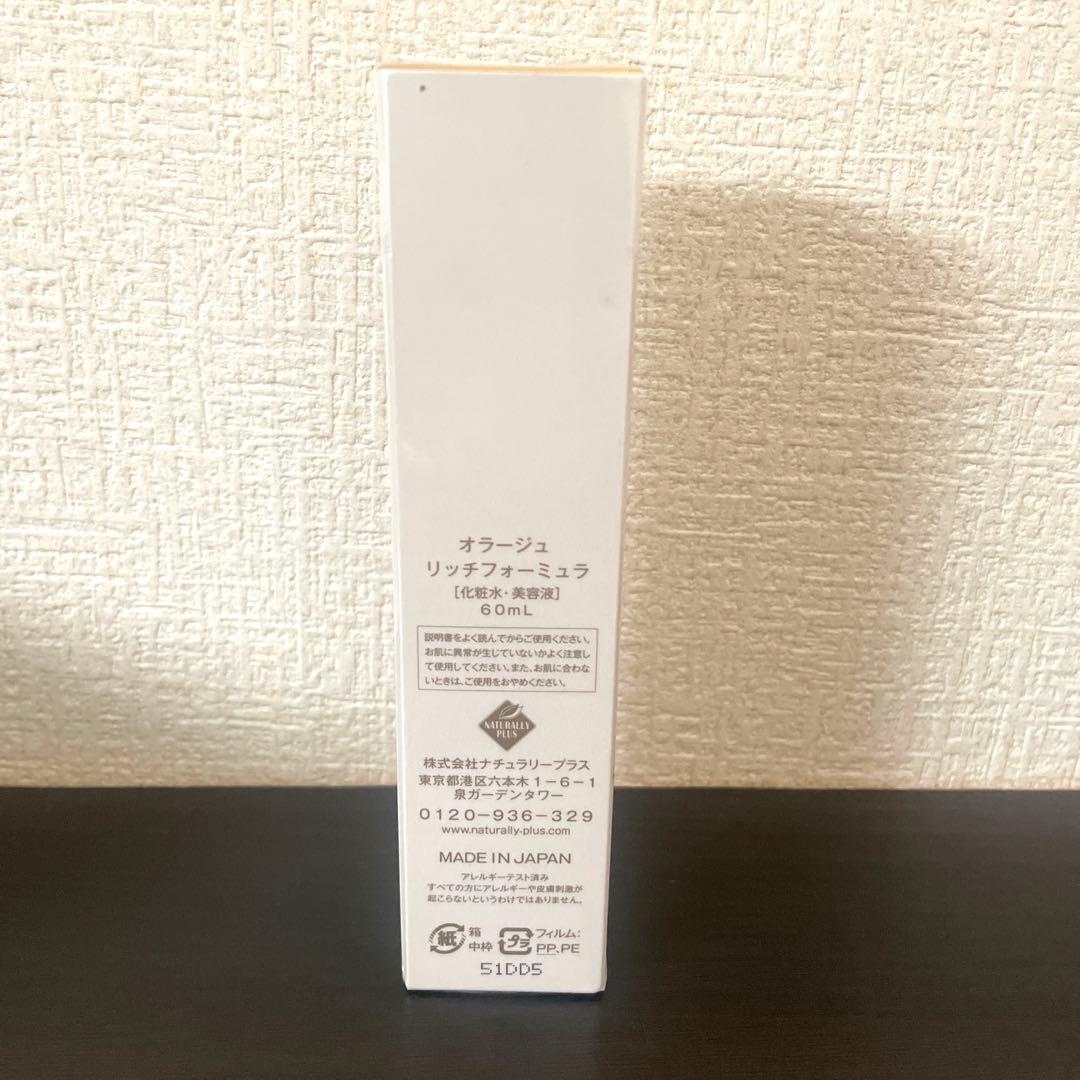 オラージュ
リッチフォーミュラ
[化粧水・美容液]
60mL
説明書をよく読んでからご使用ください。
お肌に異常が生じていないかよく注意し
て使用してください。また、お肌に合わな
いときは、ご使用をおやめください。
NATURALLY
PLUS
株式会社ナチュラリープラス
東京都港区六本木1-6-1
泉ガーデンタワー
0120-936-329
www.naturally-plus.com
MADE IN JAPAN
アレルギーテスト済み
すべての方にアレルギーや皮膚刺激が
起こらないというわけではありません。
紙 箱 プラ フィルム:
中枠 PP、PE
51DD5